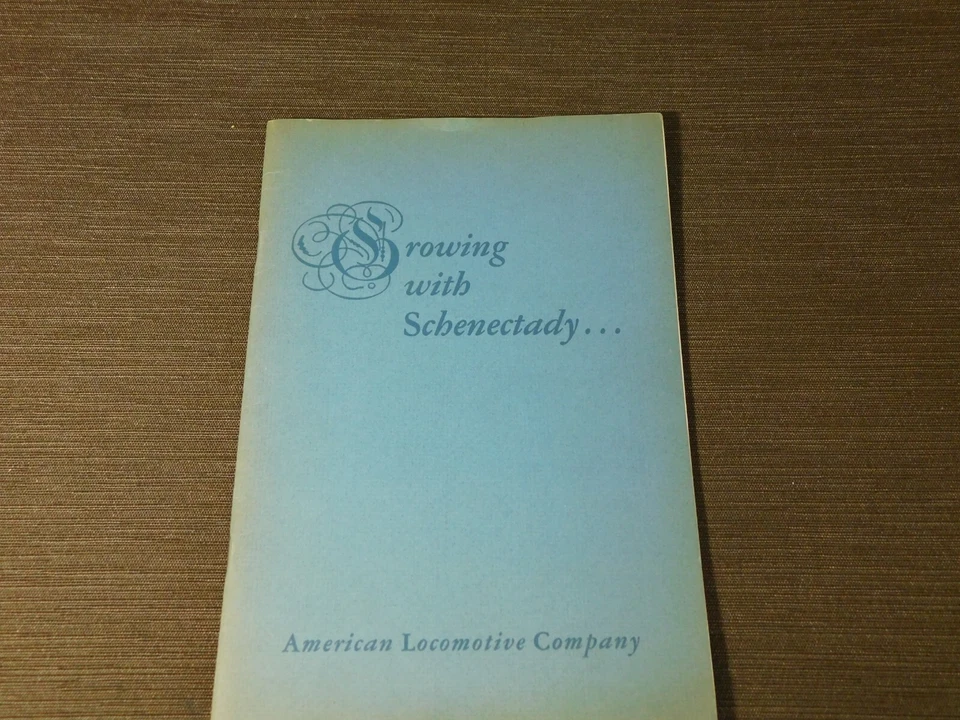 Growing
with
Schenectady...
American Locomotive Company